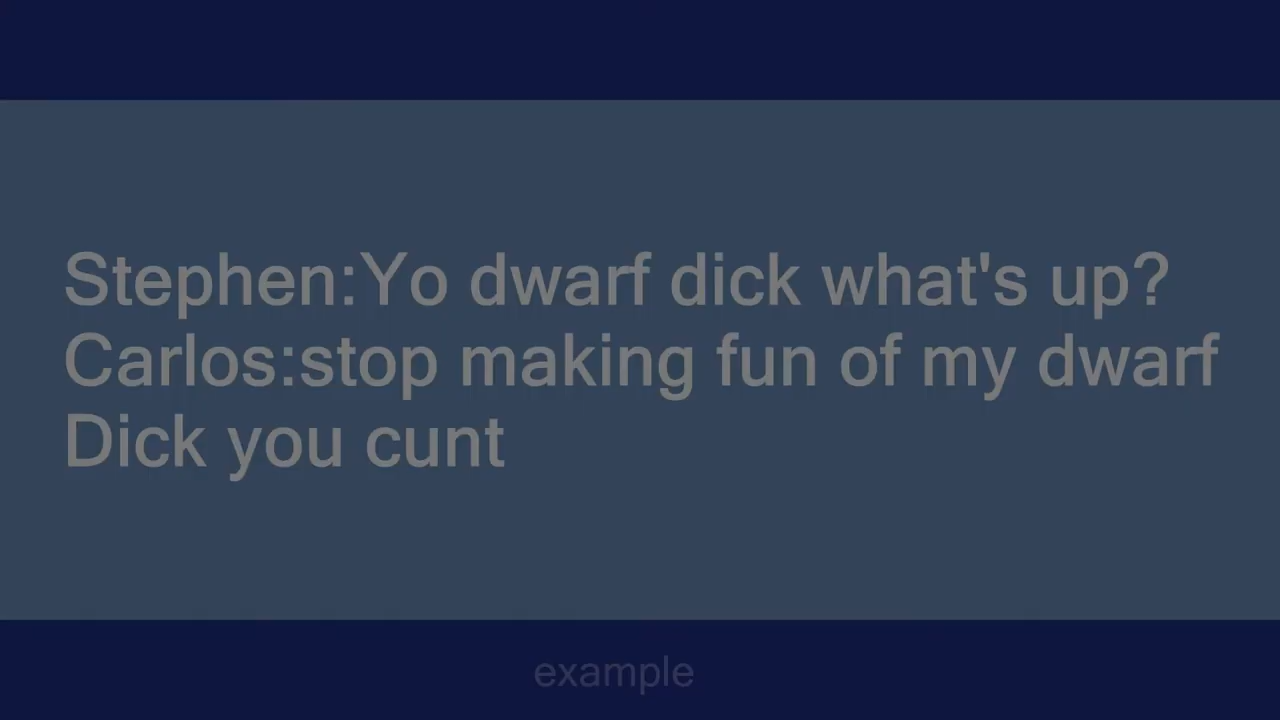 Stephen:Yo dwarf dick what's up?
Carlos:stop making fun of my dwarf
Dick you cunt
example